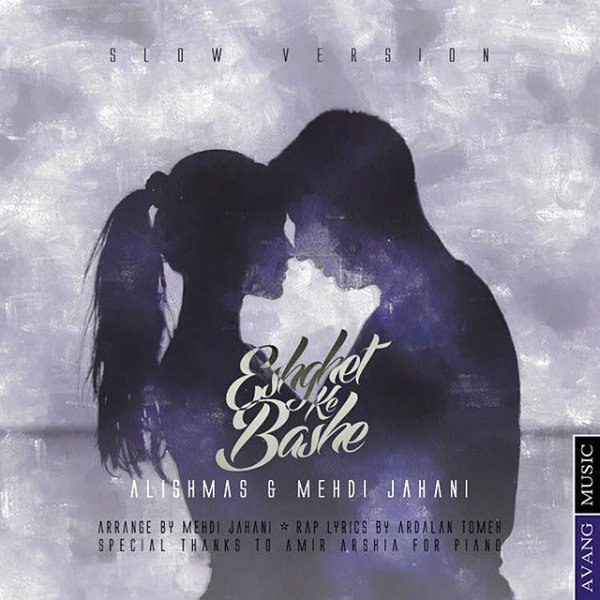 SLOW VERSION
Eshghet
Ke
Bashe
ALISHMAS & MEHDI JAHANI
ARRANGE BY MEHDI JAHANI * RAP LYRICS BY ARDALAN TOMEH
SPECIAL THANKS TO AMIR ARSHIA FOR PIANO
AVANG MUSIC